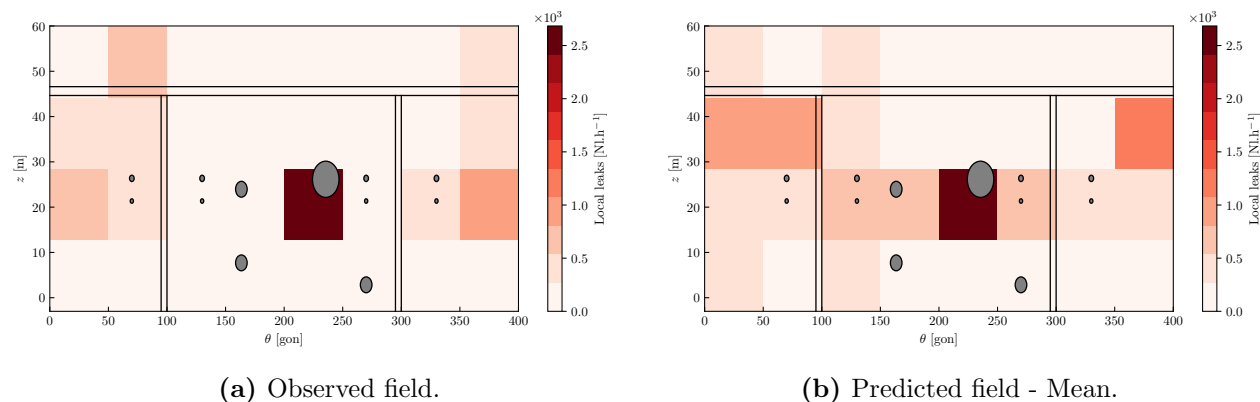 ×10³
60
50
40
30
20
10
0
z [m]
0 50 100 150 200 250 300 350 400
θ [gon]
2.5
2.0
1.5
1.0
0.5
0.0
Local leaks [Nl.h⁻¹]
(a) Observed field.
×10³
60
50
40
30
20
10
0
z [m]
0 50 100 150 200 250 300 350 400
θ [gon]
2.5
2.0
1.5
1.0
0.5
0.0
Local leaks [Nl.h⁻¹]
(b) Predicted field - Mean.